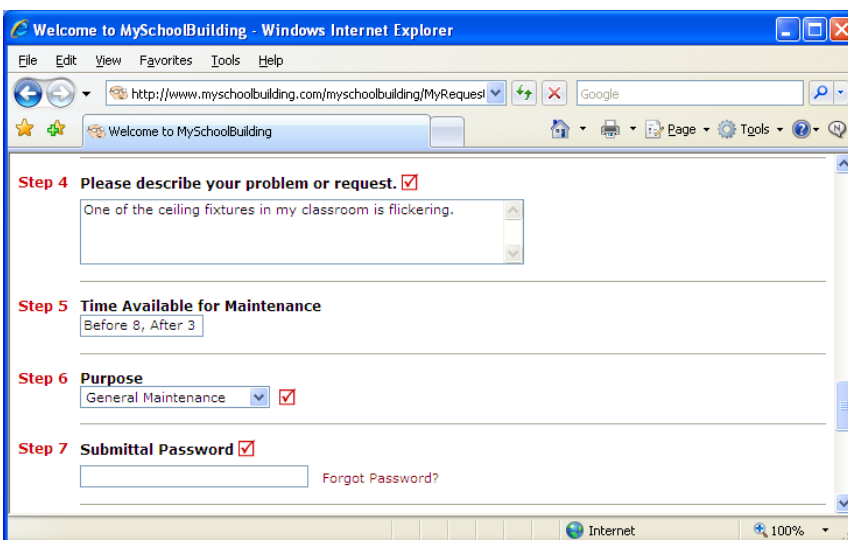 Welcome to MySchoolBuilding - Windows Internet Explorer
File Edit View Favorites Tools Help
http://www.myschoolbuilding.com/myschoolbuilding/MyRequest
Google
Welcome to MySchoolBuilding
Page Tools
Step 4 Please describe your problem or request.
One of the ceiling fixtures in my classroom is flickering.
Step 5 Time Available for Maintenance
Before 8, After 3
Step 6 Purpose
General Maintenance
Step 7 Submittal Password
Forgot Password?
Internet 100%